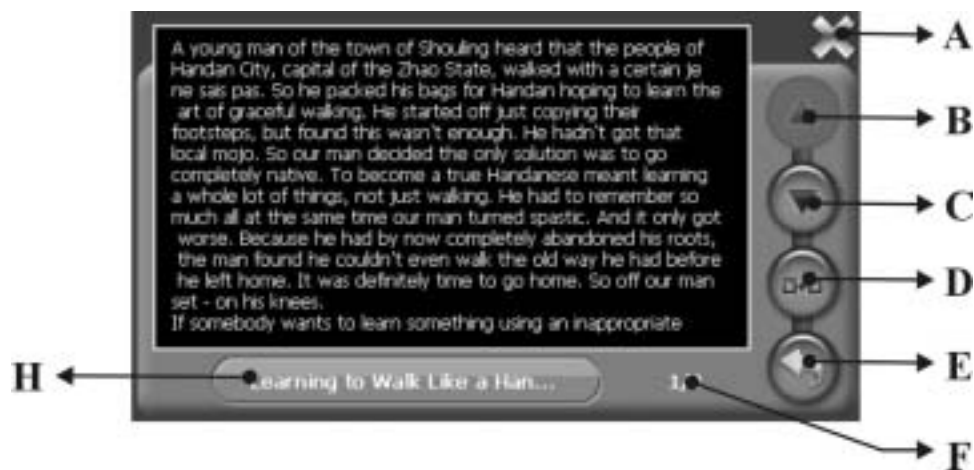 A young man of the town of Shouling heard that the people of
Handan City, capital of the Zhao State, walked with a certain je
ne sais pas. So he packed his bags for Handan hoping to learn the
art of graceful walking. He started off just copying their
footsteps, but found this wasn't enough. He hadn't got that
local mojo. So our man decided the only solution was to go
completely native. To become a true Handanese meant learning
a whole lot of things, not just walking. He had to remember so
much all at the same time our man turned spastic. And it only got
worse. Because he had by now completely abandoned his roots,
the man found he couldn't even walk the old way he had before
he left home. It was definitely time to go home. So off our man
set - on his knees.
If somebody wants to learn something using an inappropriate
Learning to Walk Like a Han...
1/
A
B
C
D
E
F
H